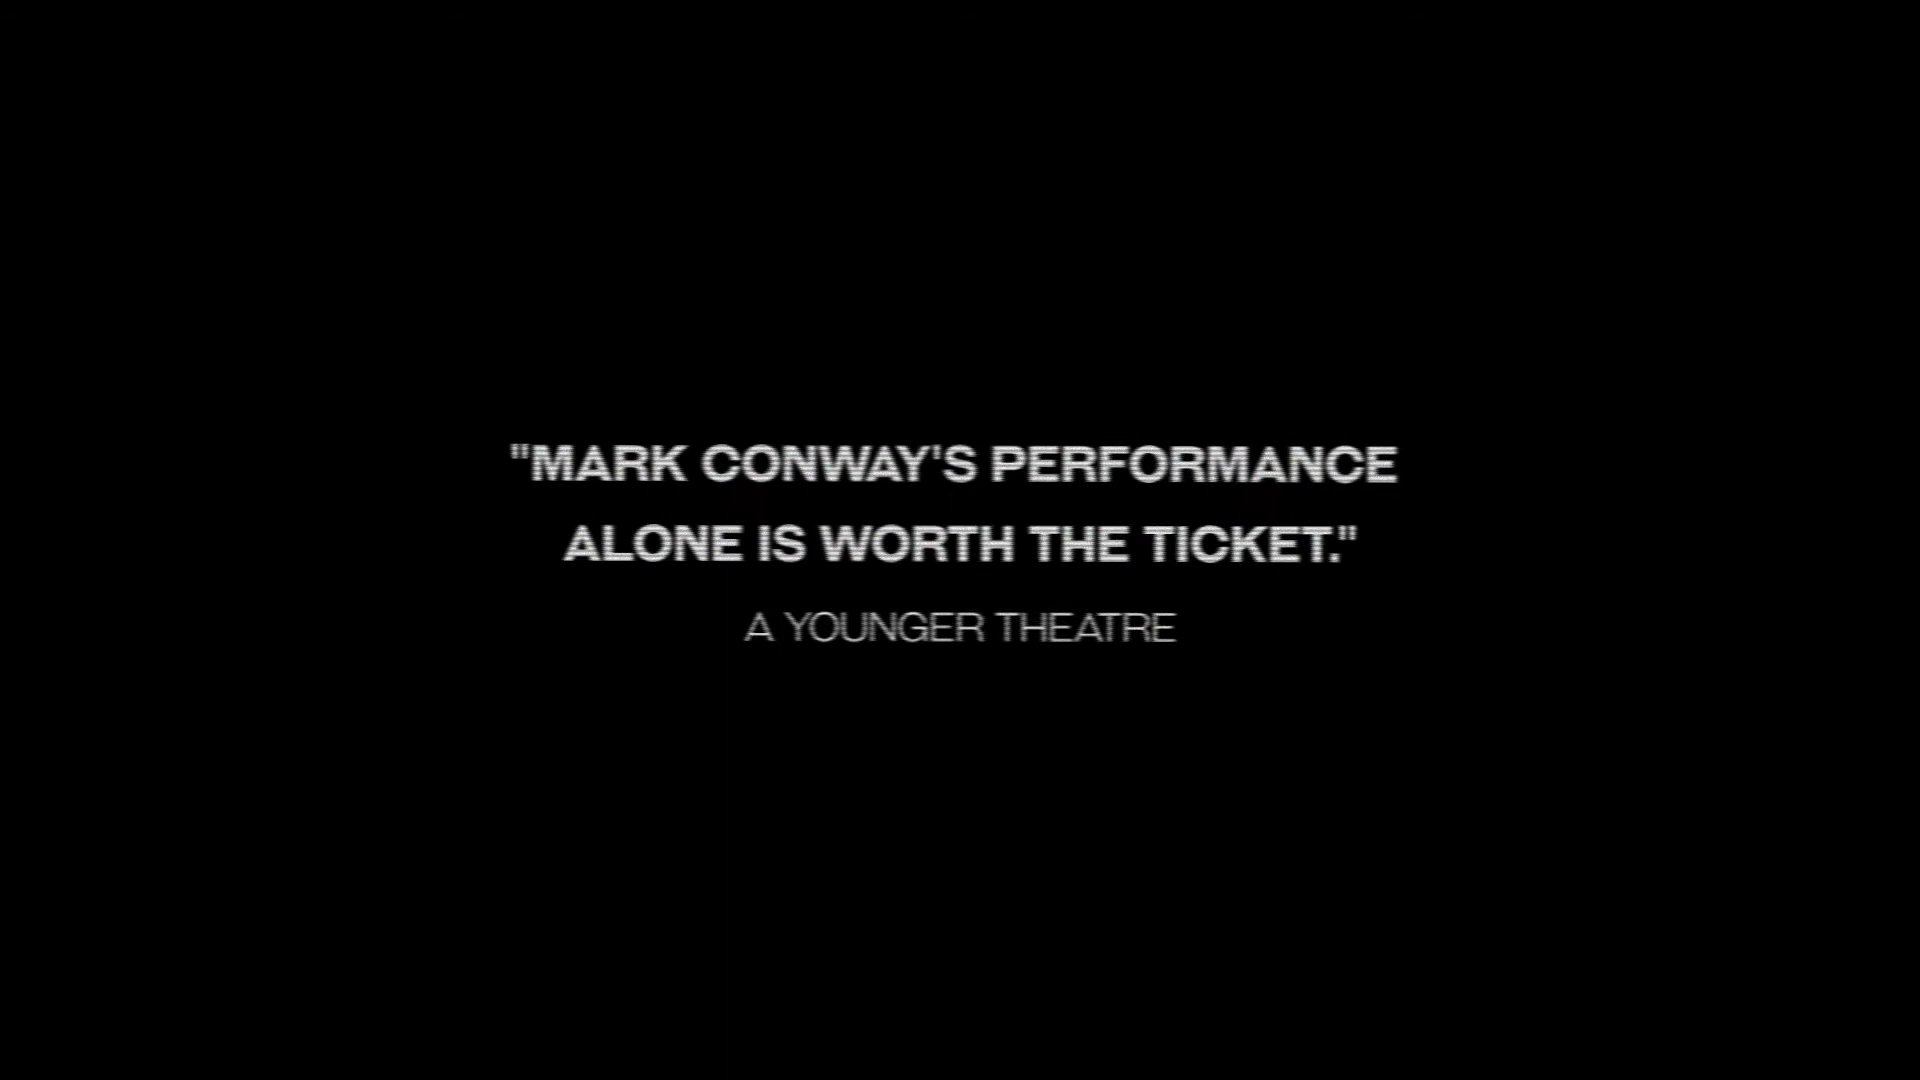 "MARK CONWAY'S PERFORMANCE
ALONE IS WORTH THE TICKET."
A YOUNGER THEATRE